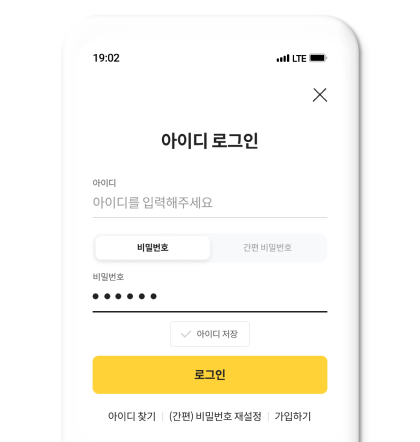 19:02 LTE
아이디 로그인
아이디
아이디를 입력해주세요
비밀번호 간편 비밀번호
비밀번호
아이디 저장
로그인
아이디 찾기 | (간편) 비밀번호 재설정 | 가입하기